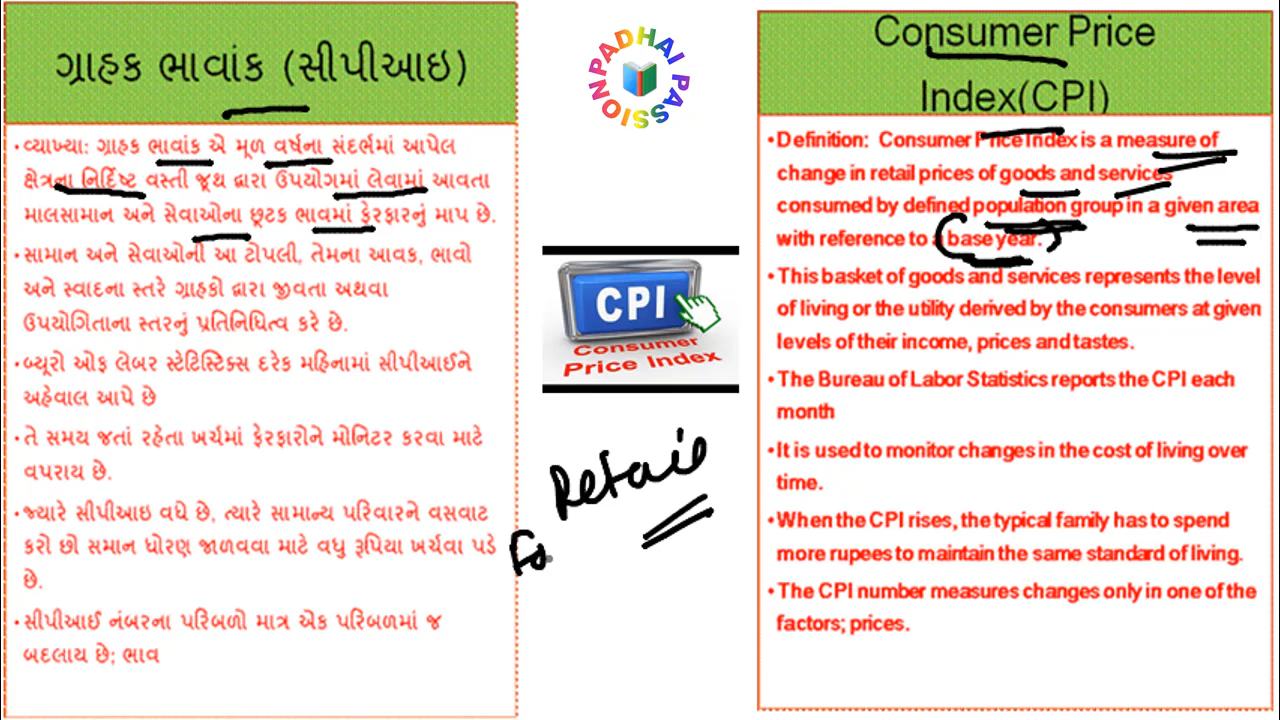 ગ્રાહક ભાવાંક (સીપીઆઇ)
• વ્યાખ્યા: ગ્રાહક ભાવાંક એ મૂળ વર્ષના સંદર્ભમાં આપેલ
ક્ષેત્રના નિર્દિષ્ટ વસ્તી જૂથ દ્વારા ઉપયોગમાં લેવામાં આવતા
માલસામાન અને સેવાઓના છૂટક ભાવમાં ફેરફારનું માપ છે.
• સામાન અને સેવાઓની આ ટોપલી, તેમના આવક, ભાવો
અને સ્વાદના સ્તરે ગ્રાહકો દ્વારા જીવતા અથવા
ઉપયોગિતાના સ્તરનું પ્રતિનિધિત્વ કરે છે.
• બ્યૂરો ઓફ લેબર સ્ટેટિસ્ટિક્સ દરેક મહિનામાં સીપીઆઈને
અહેવાલ આપે છે
• તે સમય જતાં રહેતા ખર્ચમાં ફેરફારોને મોનિટર કરવા માટે
વપરાય છે.
• જ્યારે સીપીઆઇ વધે છે, ત્યારે સામાન્ય પરિવારને વસવાટ
કરો છો સમાન ધોરણ જાળવવા માટે વધુ રૂપિયા ખર્ચવા પડે
છે.
• સીપીઆઈ નંબરના પરિબળો માત્ર એક પરિબળમાં જ
બદલાય છે; ભાવ
PADHAI PASSION
CPI
Consumer
Price Index
Retail
Fo
Consumer Price
Index(CPI)
• Definition: Consumer Price Index is a measure of
change in retail prices of goods and services
consumed by defined population group in a given area
with reference to a base year.
• This basket of goods and services represents the level
of living or the utility derived by the consumers at given
levels of their income, prices and tastes.
• The Bureau of Labor Statistics reports the CPI each
month
• It is used to monitor changes in the cost of living over
time.
• When the CPI rises, the typical family has to spend
more rupees to maintain the same standard of living.
• The CPI number measures changes only in one of the
factors; prices.